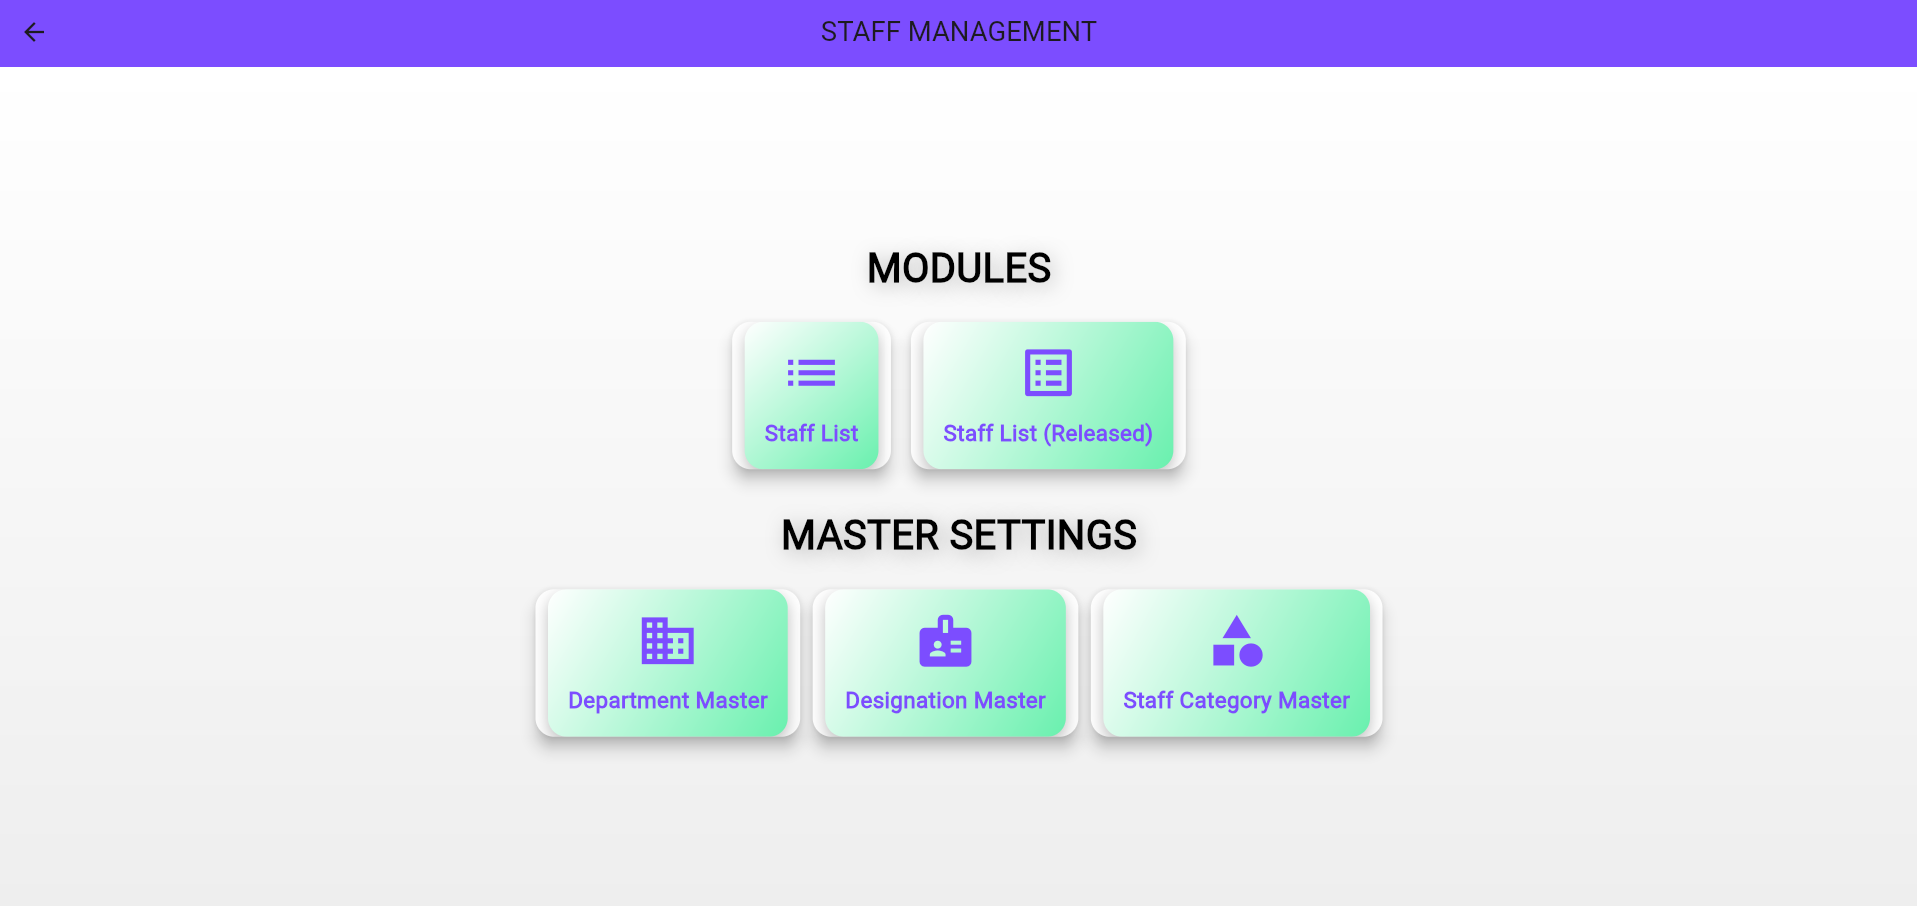 STAFF MANAGEMENT
MODULES
Staff List
Staff List (Released)
MASTER SETTINGS
Department Master
Designation Master
Staff Category Master